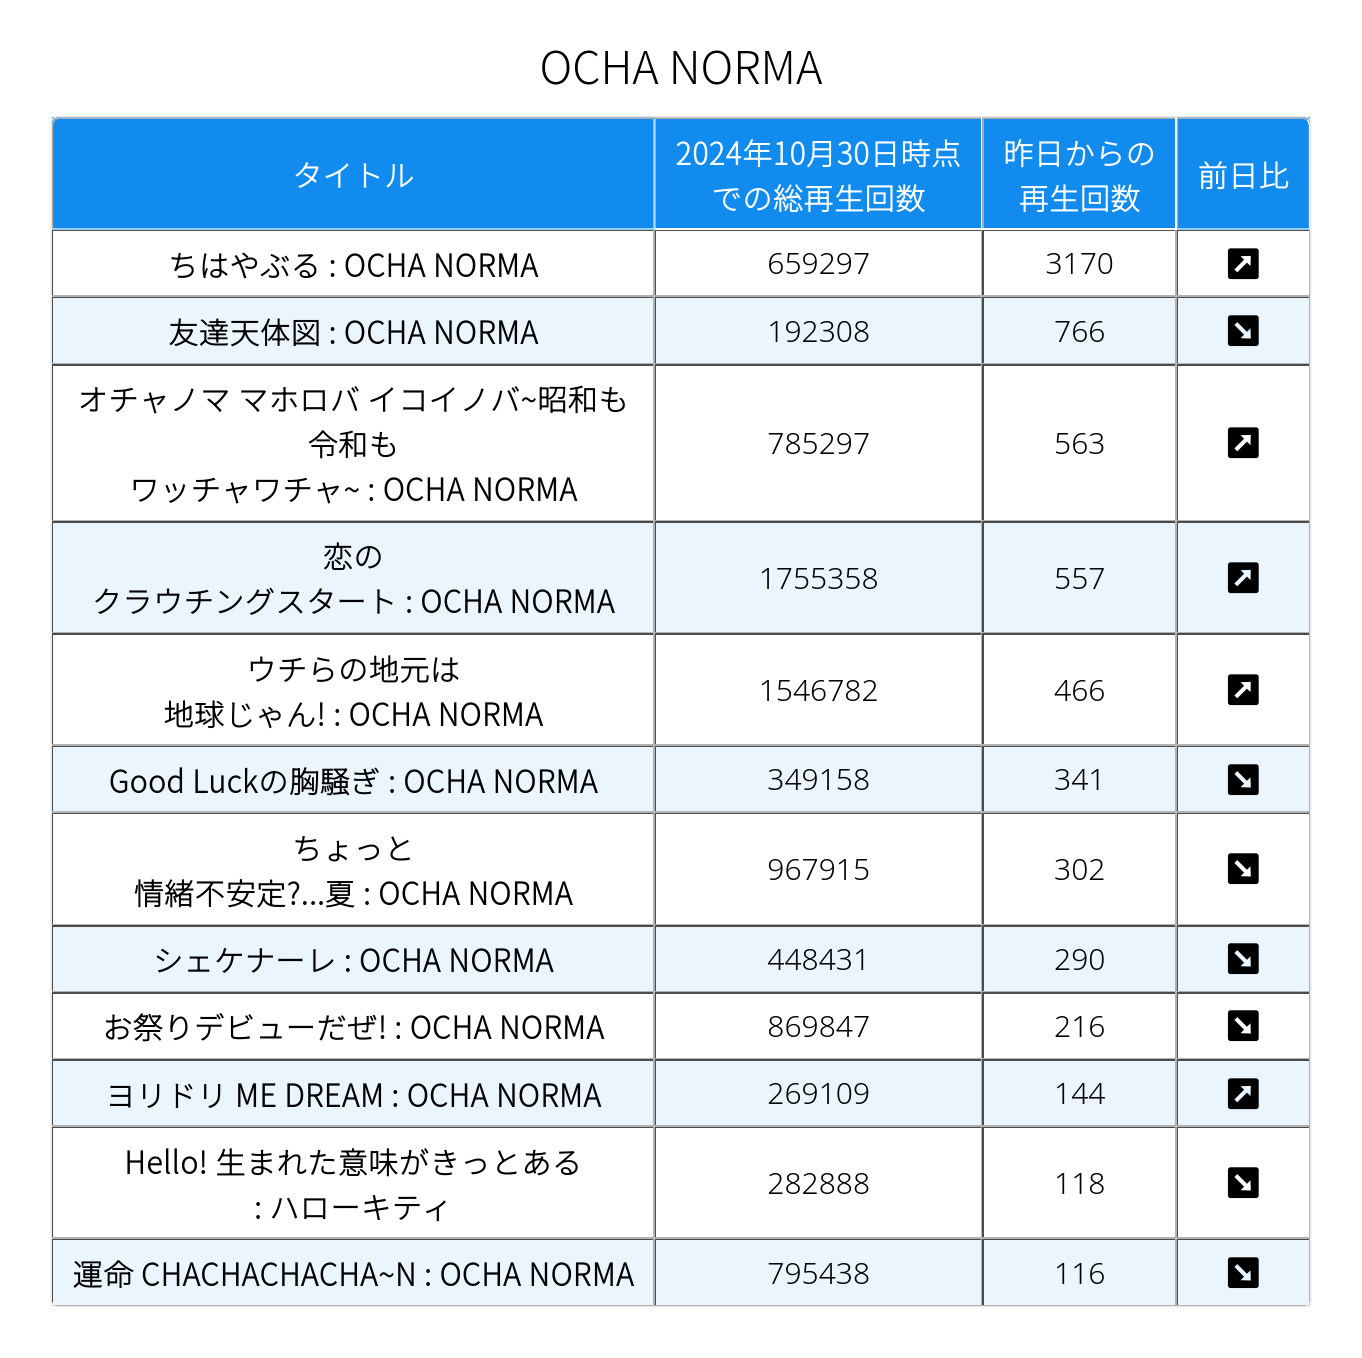 OCHA NORMA
タイトル
2024年10月30日時点
での総再生回数
昨日からの
再生回数
前日比
ちはやぶる : OCHA NORMA
659297
3170
友達天体図 : OCHA NORMA
192308
766
オチャノマ マホロバ イコイノバ~昭和も
令和も
ワッチャワチャ~ : OCHA NORMA
785297
563
恋の
クラウチングスタート : OCHA NORMA
1755358
557
ウチらの地元は
地球じゃん! : OCHA NORMA
1546782
466
Good Luckの胸騒ぎ : OCHA NORMA
349158
341
ちょっと
情緒不安定?...夏 : OCHA NORMA
967915
302
シェケナーレ : OCHA NORMA
448431
290
お祭りデビューだぜ! : OCHA NORMA
869847
216
ヨリドリ ME DREAM : OCHA NORMA
269109
144
Hello! 生まれた意味がきっとある
: ハローキティ
282888
118
運命 CHACHACHACHA~N : OCHA NORMA
795438
116